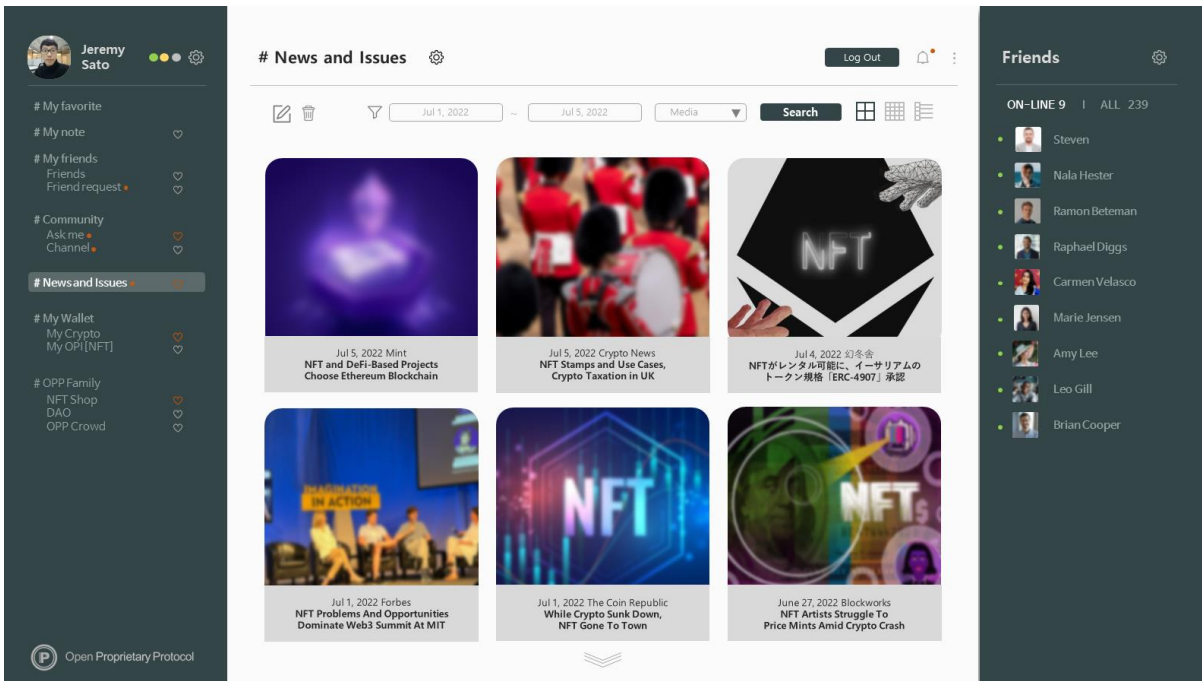 Jeremy
Sato
# My favorite
# My note
# My friends
Friends
Friend request
# Community
Ask me
Channel
# News and Issues
# My Wallet
My Crypto
My OPI [NFT]
# OPP Family
NFT Shop
DAO
OPP Crowd
P Open Proprietary Protocol
# News and Issues
Log Out
Jul 1, 2022 ~ Jul 5, 2022 Media ▼ Search
NFT
Jul 5, 2022 Mint
NFT and DeFi-Based Projects
Choose Ethereum Blockchain
Jul 5, 2022 Crypto News
NFT Stamps and Use Cases,
Crypto Taxation in UK
Jul 4, 2022 幻冬舎
NFTがレンタル可能に、イーサリアムの
トークン規格「ERC-4907」承認
IMAGINATION
IN ACTION
NFT
NFTs
Jul 1, 2022 Forbes
NFT Problems And Opportunities
Dominate Web3 Summit At MIT
Jul 1, 2022 The Coin Republic
While Crypto Sunk Down,
NFT Gone To Town
June 27, 2022 Blockworks
NFT Artists Struggle To
Price Mints Amid Crypto Crash
Friends
ON-LINE 9 | ALL 239
Steven
Nala Hester
Ramon Beteman
Raphael Diggs
Carmen Velasco
Marie Jensen
Amy Lee
Leo Gill
Brian Cooper